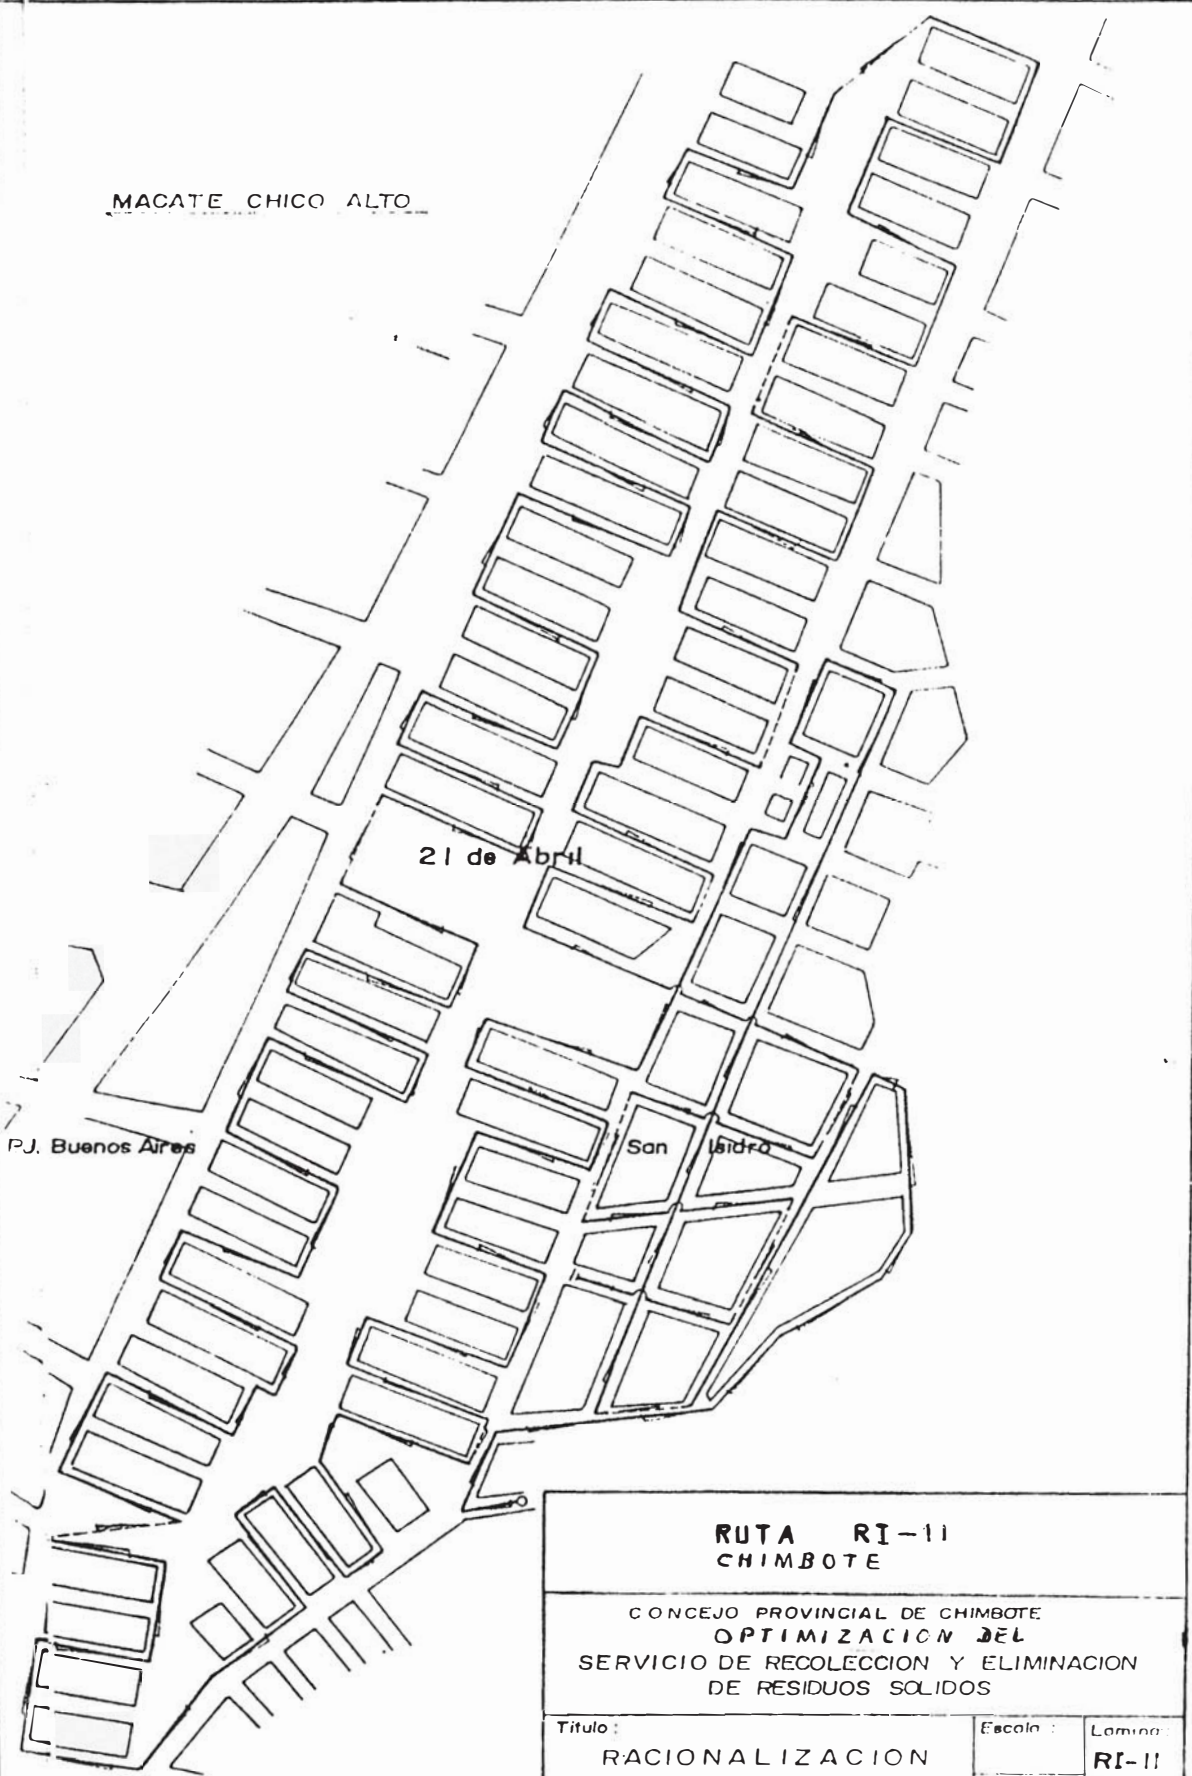 MACATE CHICO ALTO
21 de Abril
P.J. Buenos Aires
San Isidro
RUTA RI-11
CHIMBOTE
CONCEJO PROVINCIAL DE CHIMBOTE
OPTIMIZACION DEL
SERVICIO DE RECOLECCION Y ELIMINACION
DE RESIDUOS SOLIDOS
Titulo :
RACIONALIZACION
Escala :
Lamina :
RI-11